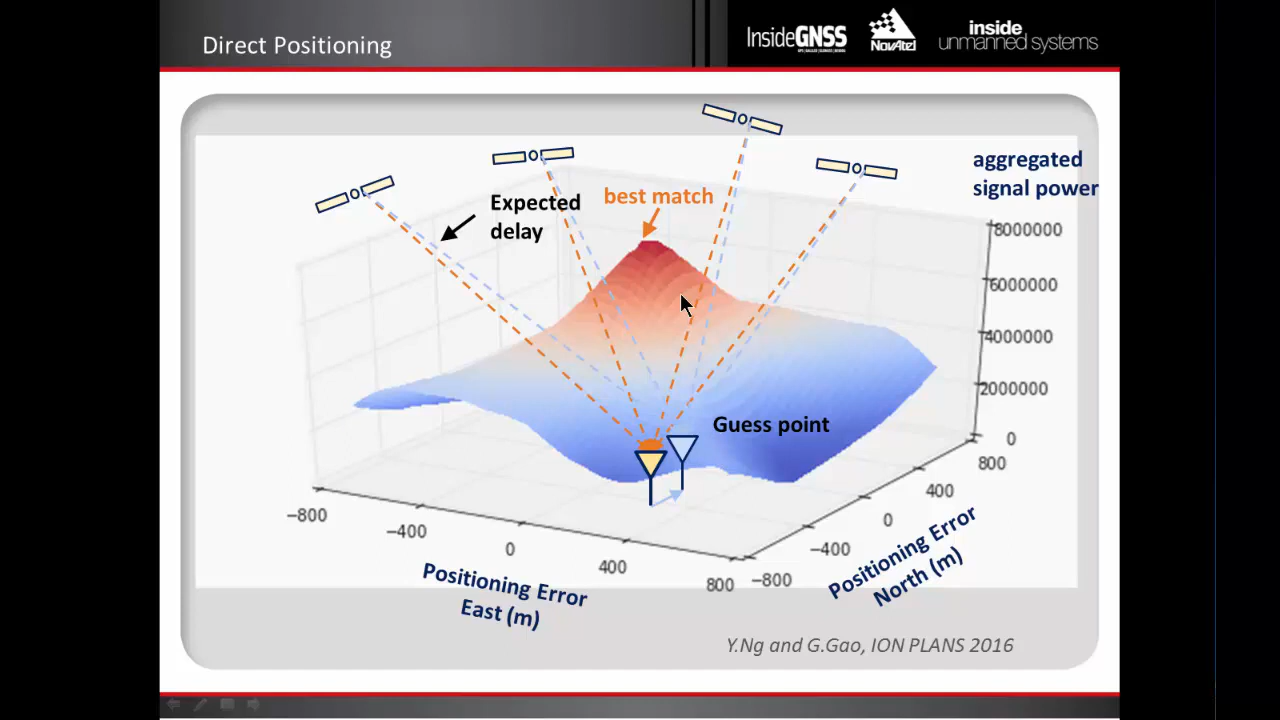 Direct Positioning
InsideGNSS
NovAtel
inside
unmanned systems
aggregated
signal power
Expected
delay
best match
Guess point
8000000
6000000
4000000
2000000
0
800
400
0
−400
−800
−800
−400
0
400
800
Positioning Error
East (m)
Positioning Error
North (m)
Y.Ng and G.Gao, ION PLANS 2016